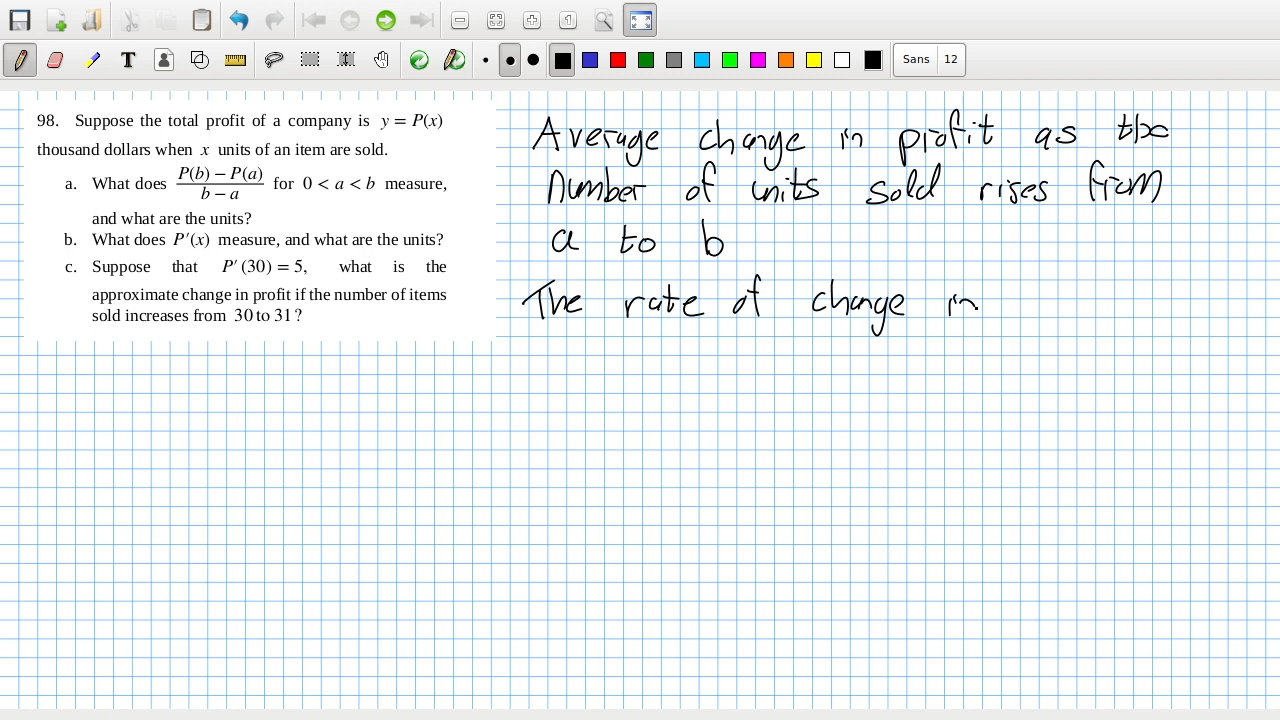 Sans 12
98. Suppose the total profit of a company is y = P(x)
thousand dollars when x units of an item are sold.
a. What does (P(b) − P(a))/(b − a) for 0 < a < b measure,
and what are the units?
b. What does P′(x) measure, and what are the units?
c. Suppose that P′(30) = 5, what is the
approximate change in profit if the number of items
sold increases from 30 to 31?
Average change in profit as the
number of units sold rises from
a to b
The rate of change in